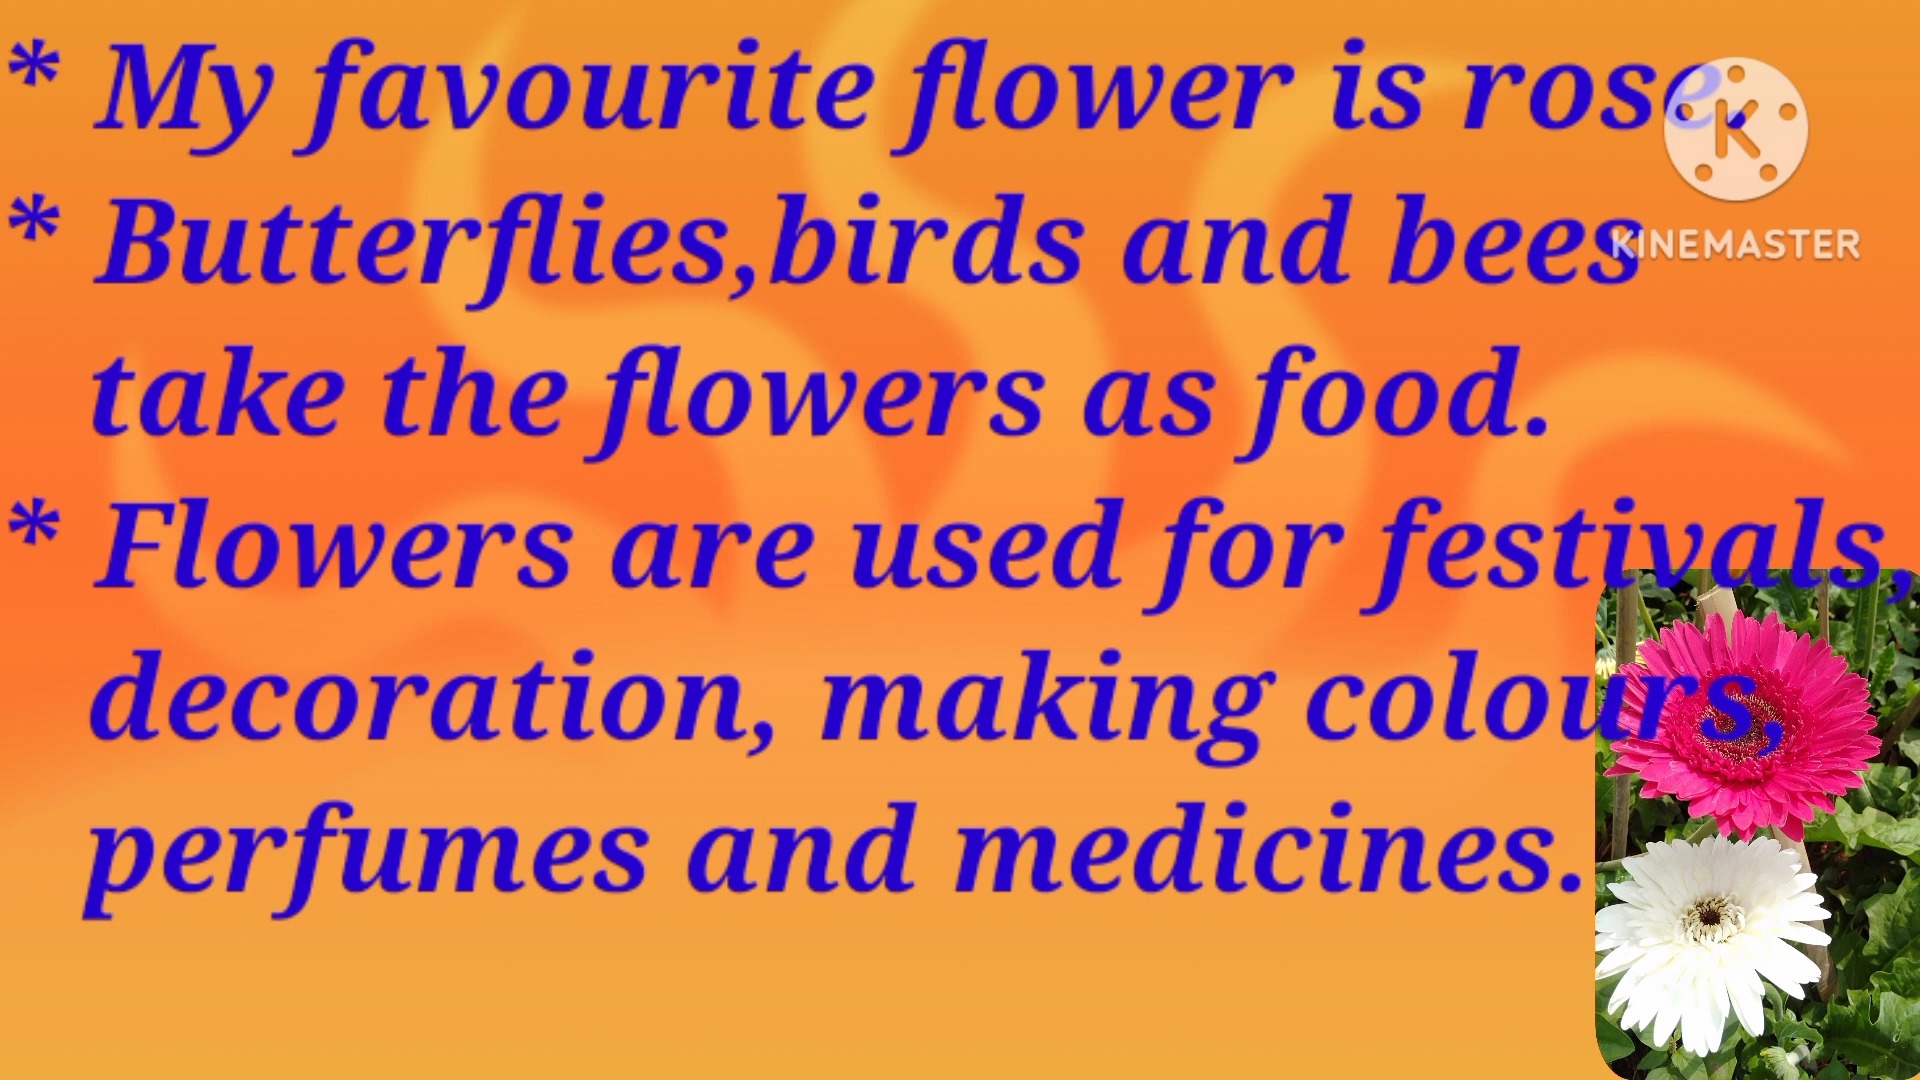 * My favourite flower is rose.
* Butterflies,birds and bees
take the flowers as food.
* Flowers are used for festivals,
decoration, making colours,
perfumes and medicines.
K
KINEMASTER